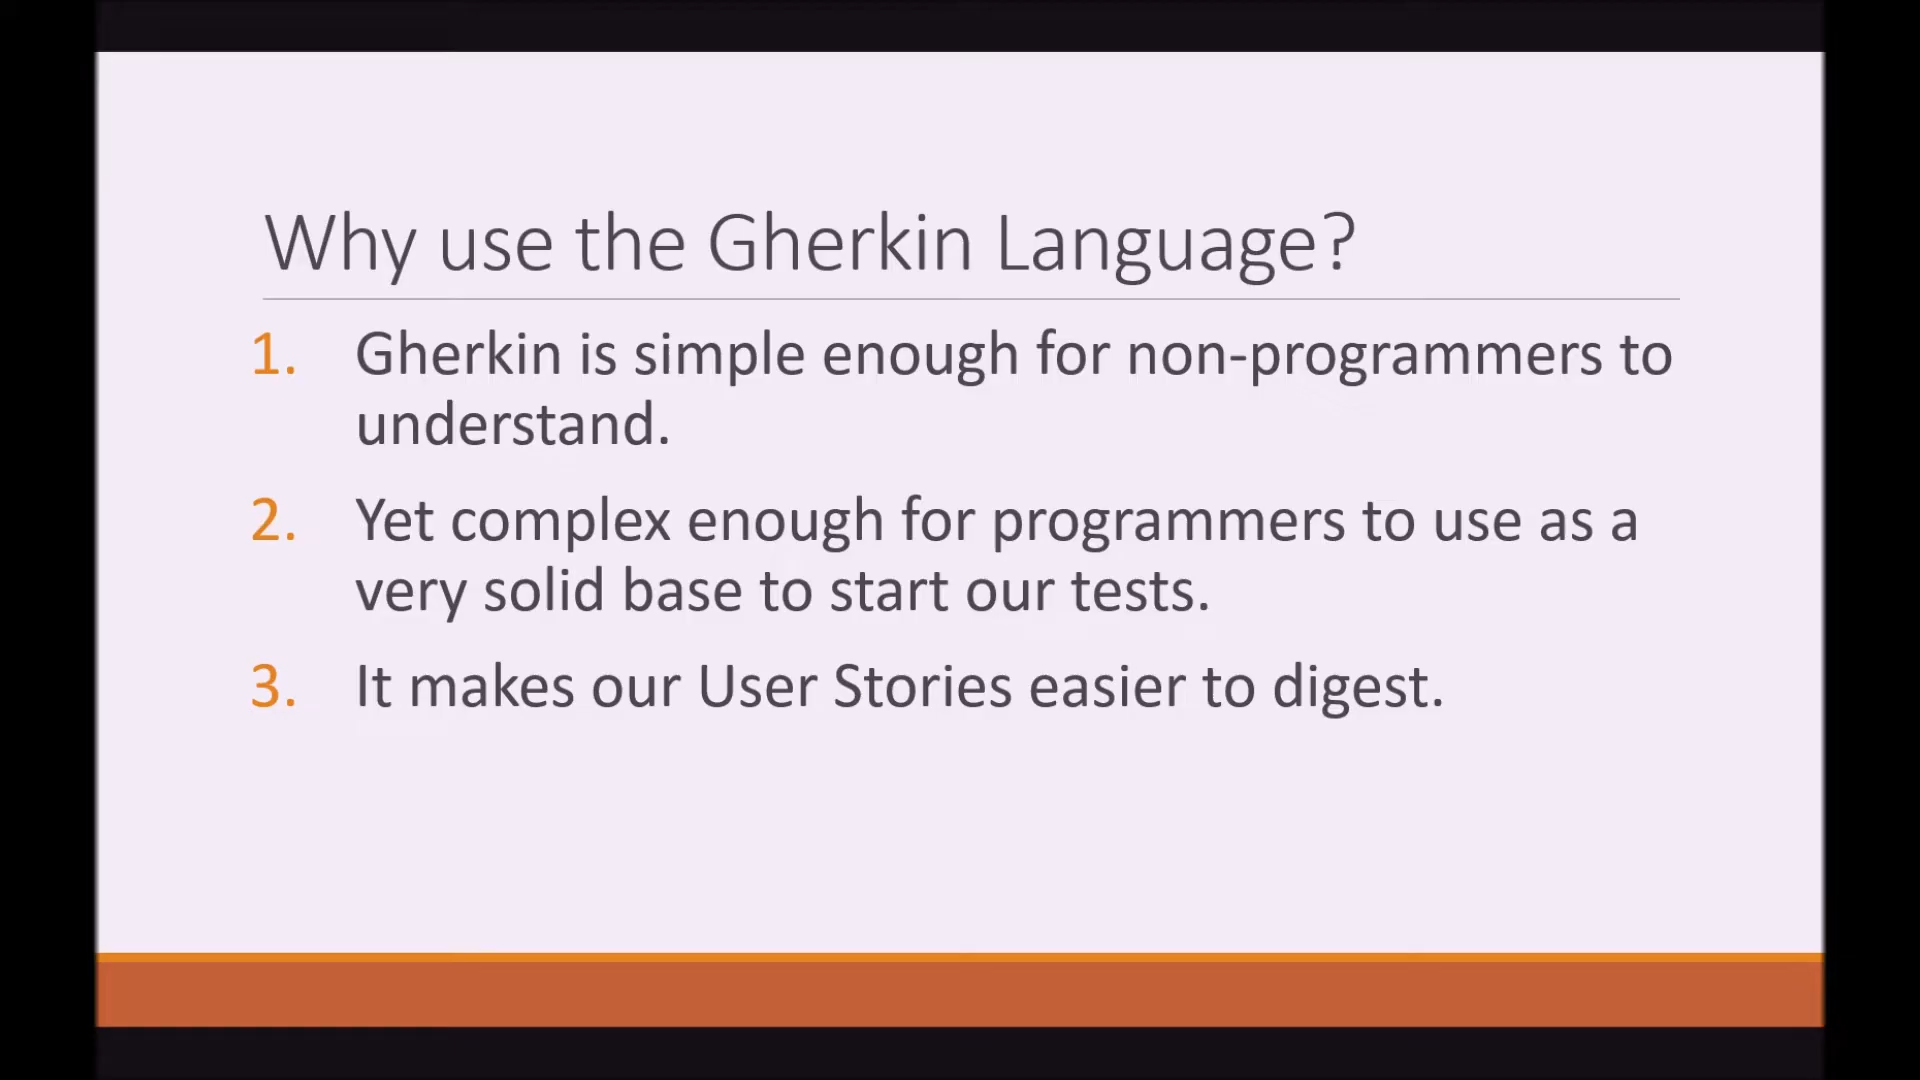 Why use the Gherkin Language?
1. Gherkin is simple enough for non-programmers to
understand.
2. Yet complex enough for programmers to use as a
very solid base to start our tests.
3. It makes our User Stories easier to digest.